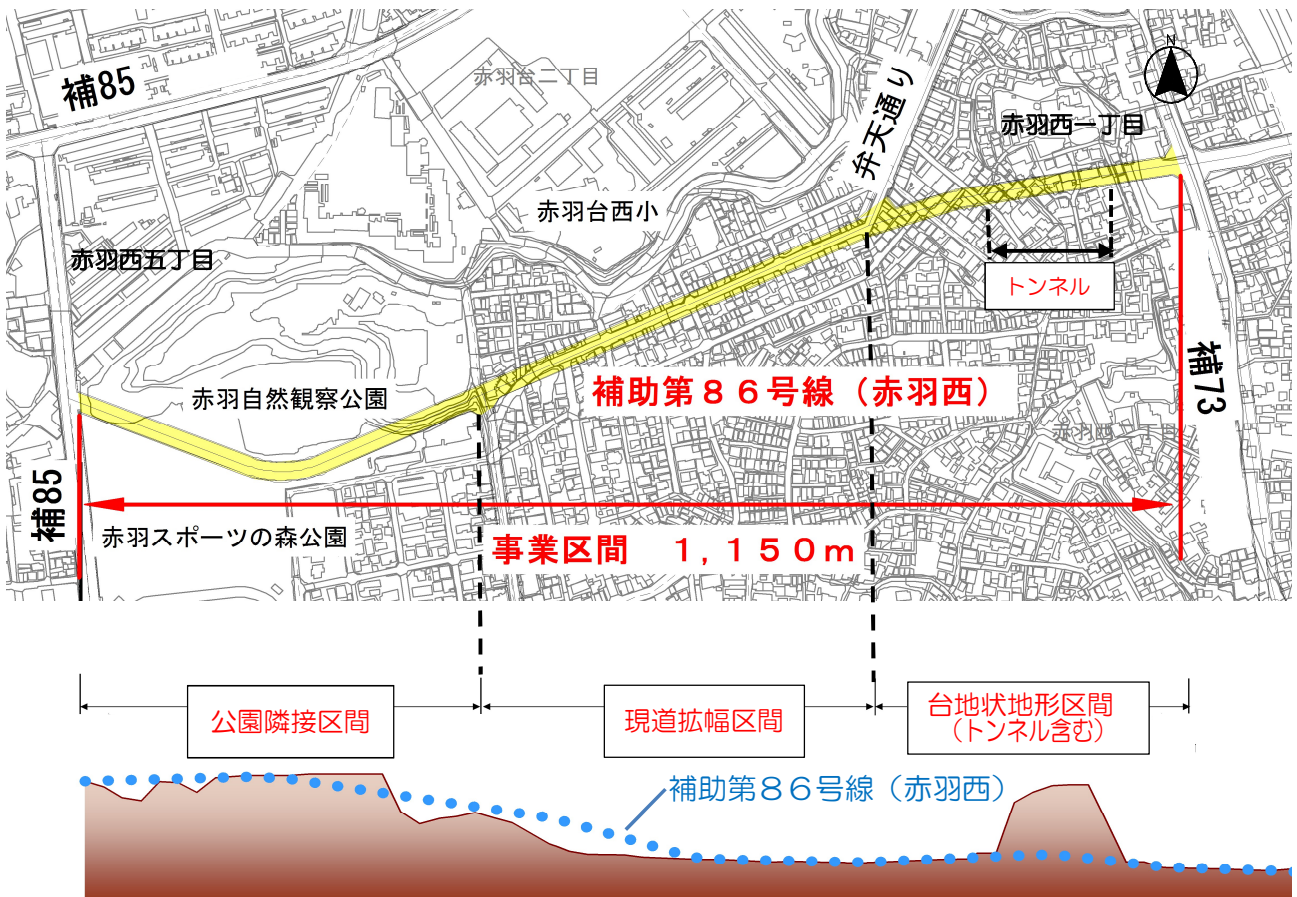 補85
赤羽台二丁目
弁天通り
N
赤羽西一丁目
赤羽台西小
赤羽西五丁目
トンネル
赤羽自然観察公園
補助第８６号線（赤羽西）
補73
補85
赤羽スポーツの森公園
事業区間　１，１５０ｍ
公園隣接区間
現道拡幅区間
台地状地形区間
（トンネル含む）
補助第８６号線（赤羽西）